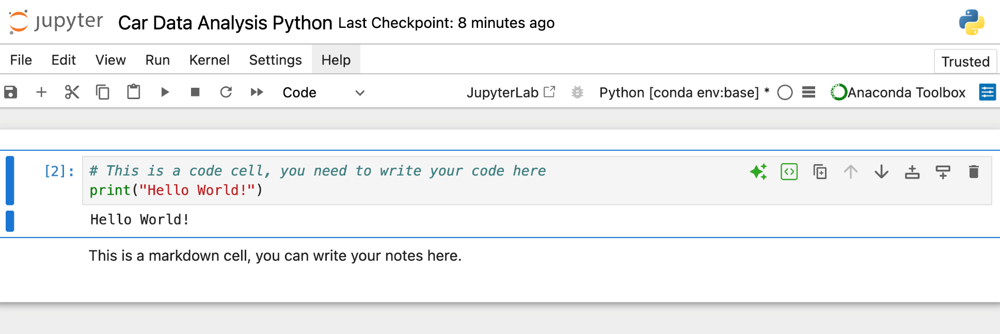 jupyter Car Data Analysis Python Last Checkpoint: 8 minutes ago
File Edit View Run Kernel Settings Help Trusted
Code JupyterLab Python [conda env:base] * Anaconda Toolbox
[2]: # This is a code cell, you need to write your code here
print("Hello World!")
Hello World!
This is a markdown cell, you can write your notes here.